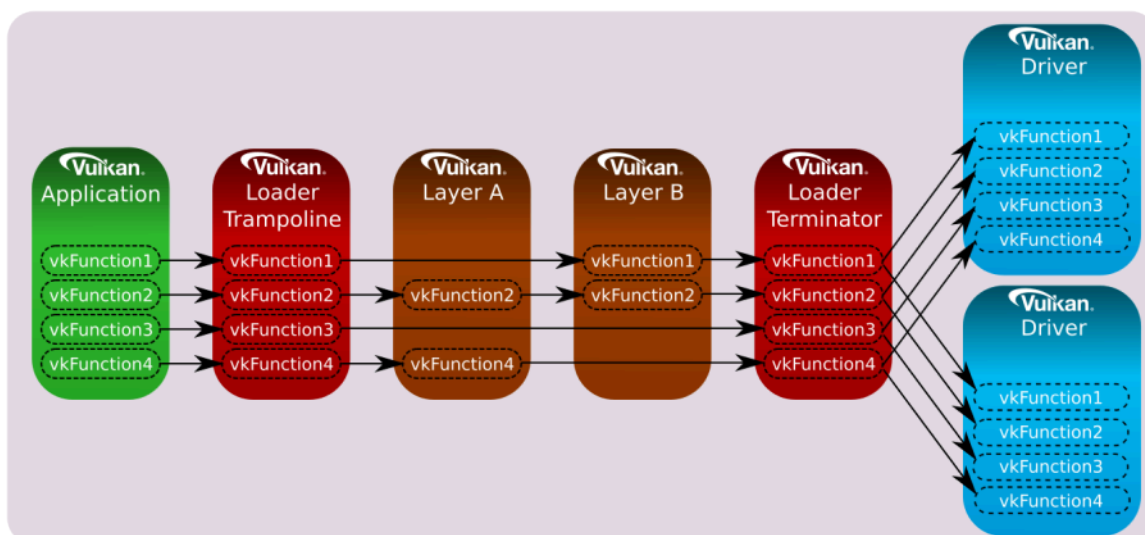 Vulkan®
Application
vkFunction1
vkFunction2
vkFunction3
vkFunction4
Vulkan®
Loader
Trampoline
vkFunction1
vkFunction2
vkFunction3
vkFunction4
Vulkan®
Layer A
vkFunction2
vkFunction4
Vulkan®
Layer B
vkFunction1
vkFunction2
Vulkan®
Loader
Terminator
vkFunction1
vkFunction2
vkFunction3
vkFunction4
Vulkan®
Driver
vkFunction1
vkFunction2
vkFunction3
vkFunction4
Vulkan®
Driver
vkFunction1
vkFunction2
vkFunction3
vkFunction4